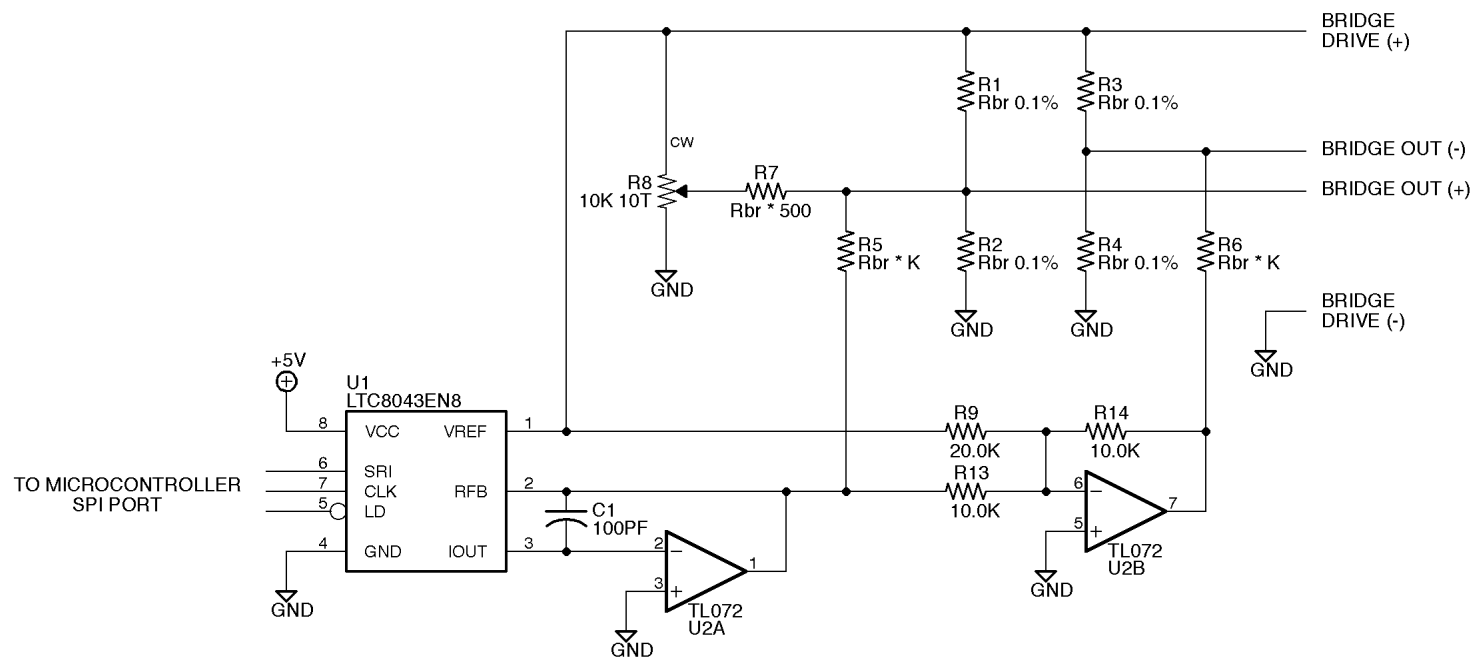 BRIDGE
DRIVE (+)
R1
Rbr 0.1%
R3
Rbr 0.1%
CW
BRIDGE OUT (-)
R8
10K 10T
R7
Rbr * 500
BRIDGE OUT (+)
R5
Rbr * K
R2
Rbr 0.1%
R4
Rbr 0.1%
R6
Rbr * K
GND
GND
GND
BRIDGE
DRIVE (-)
GND
+5V
U1
LTC8043EN8
8
VCC
VREF
1
R9
20.0K
R14
10.0K
TO MICROCONTROLLER
SPI PORT
6
SRI
7
CLK
5
LD
RFB
2
R13
10.0K
6
-
7
C1
100PF
5
+
TL072
U2B
4
GND
IOUT
3
2
-
1
3
+
TL072
U2A
GND
GND
GND